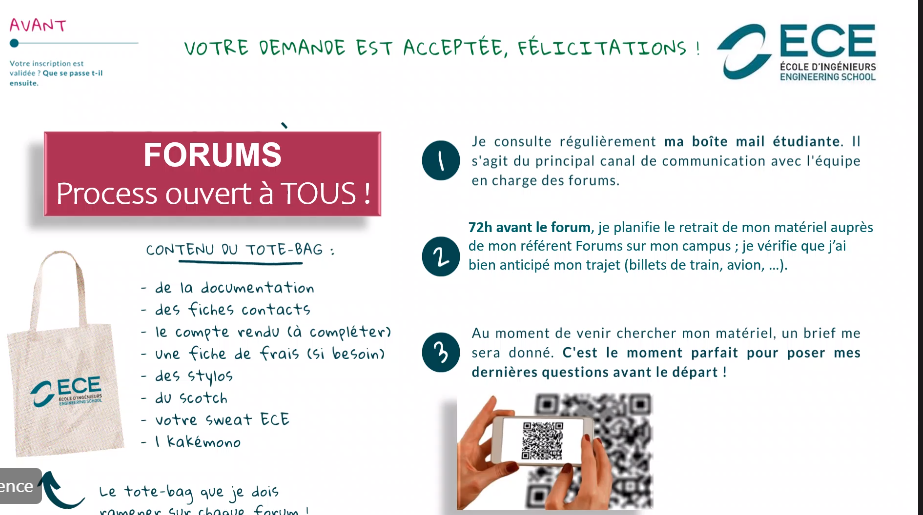 AVANT
Votre inscription est
validée ? Que se passe t-il
ensuite.
VOTRE DEMANDE EST ACCEPTÉE, FÉLICITATIONS !
ECE
ÉCOLE D'INGÉNIEURS
ENGINEERING SCHOOL
FORUMS
Process ouvert à TOUS !
CONTENU DU TOTE-BAG :
- de la documentation
- des fiches contacts
- le compte rendu (à compléter)
- une fiche de frais (si besoin)
- des stylos
- du scotch
- votre sweat ECE
- 1 kakémono
ECE
ÉCOLE D'INGÉNIEURS
ENGINEERING SCHOOL
ence
Le tote-bag que je dois
ramener sur chaque forum !
1
Je consulte régulièrement ma boîte mail étudiante. Il
s'agit du principal canal de communication avec l'équipe
en charge des forums.
2
72h avant le forum, je planifie le retrait de mon matériel auprès
de mon référent Forums sur mon campus ; je vérifie que j'ai
bien anticipé mon trajet (billets de train, avion, ...).
3
Au moment de venir chercher mon matériel, un brief me
sera donné. C'est le moment parfait pour poser mes
dernières questions avant le départ !